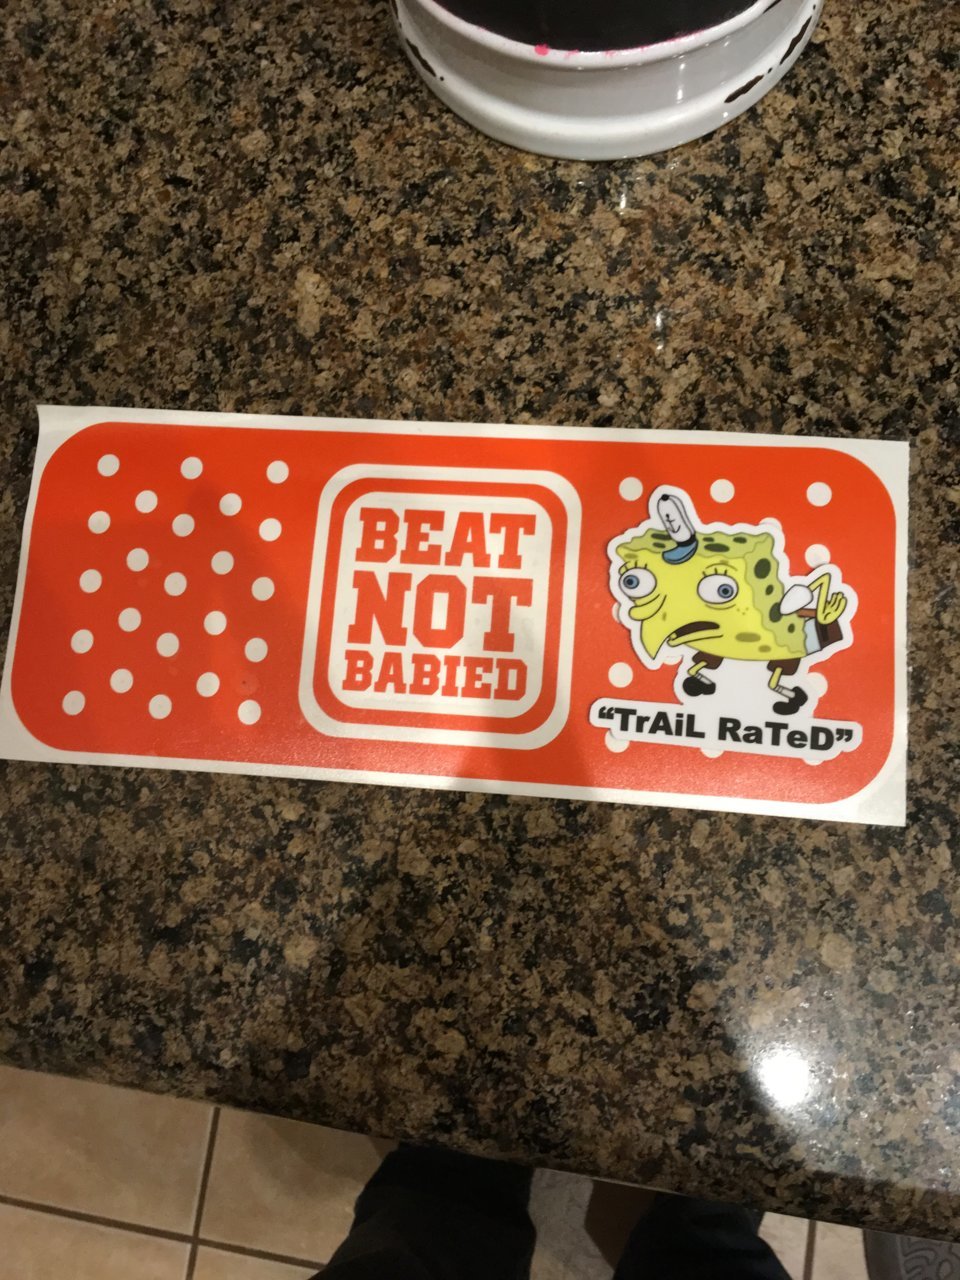 BEAT
NOT
BABIED
“TrAiL RaTeD”